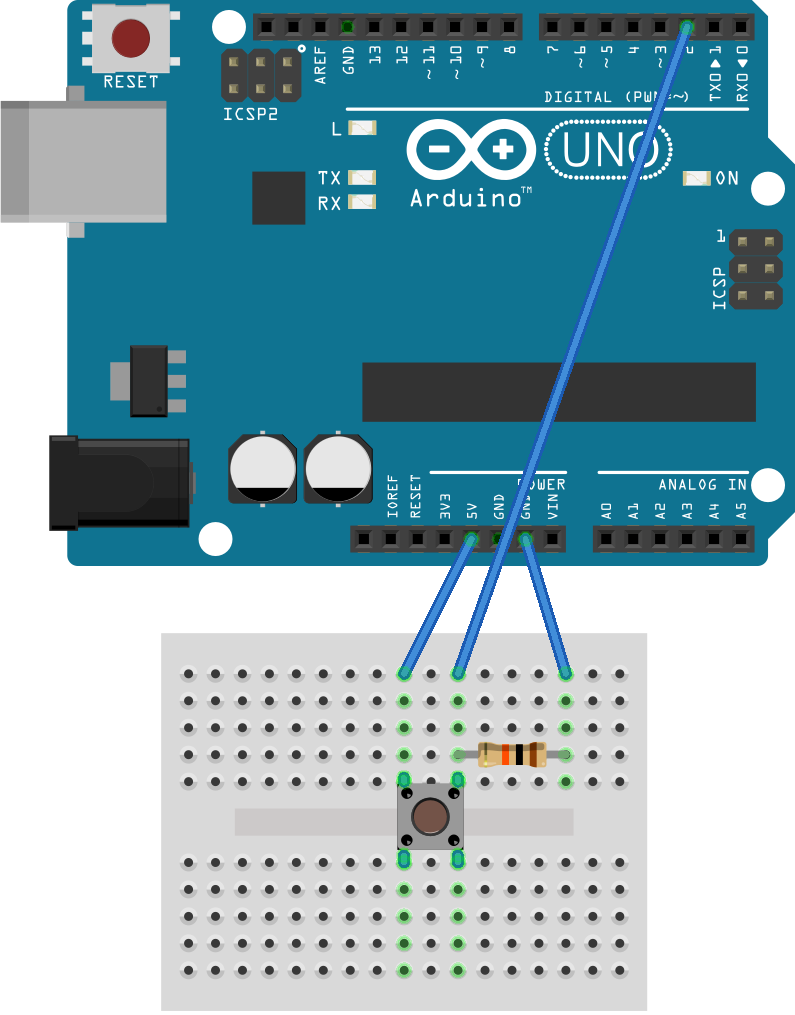 RESET
ICSP2
AREF
GND
13
12
~11
~10
~9
8
7
~6
~5
4
~3
2
TX0▶1
RX0◀0
DIGITAL (PWM=~)
L
TX
RX
Arduino™
UNO
ON
1
ICSP
IOREF
RESET
3V3
5V
GND
GND
VIN
POWER
ANALOG IN
A0
A1
A2
A3
A4
A5